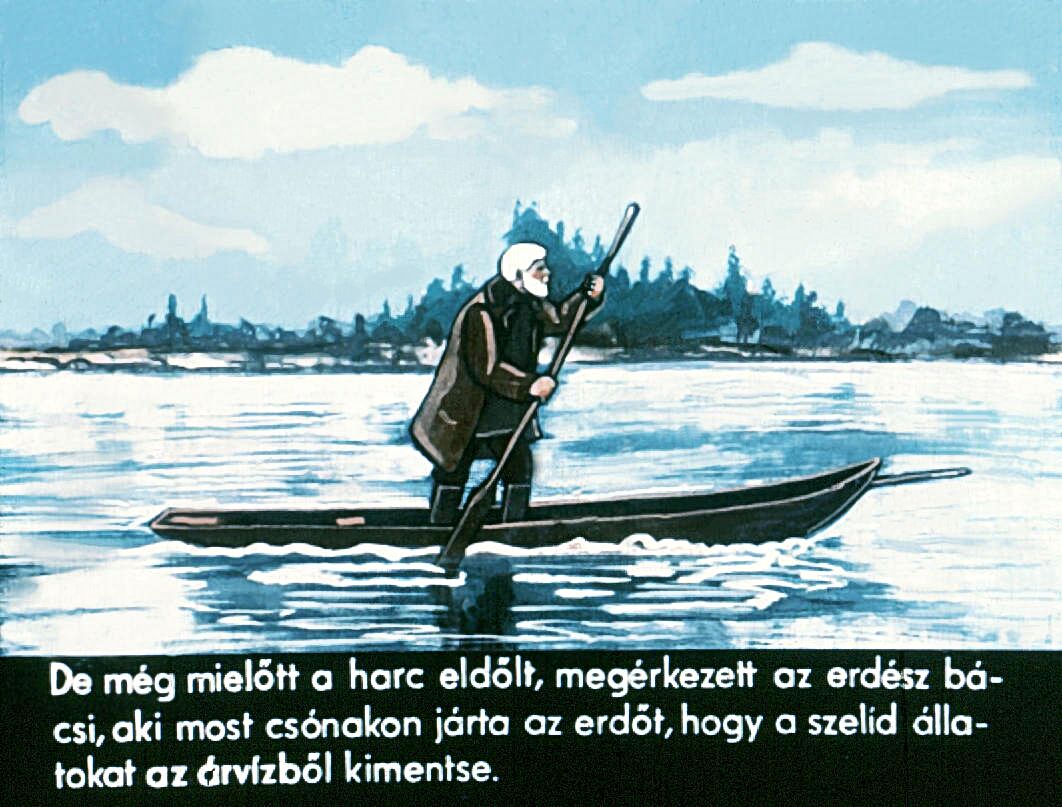 De még mielőtt a harc eldőlt, megérkezett az erdész bá-
csi, aki most csónakon járta az erdőt, hogy a szelíd álla-
tokat az árvízből kimentse.